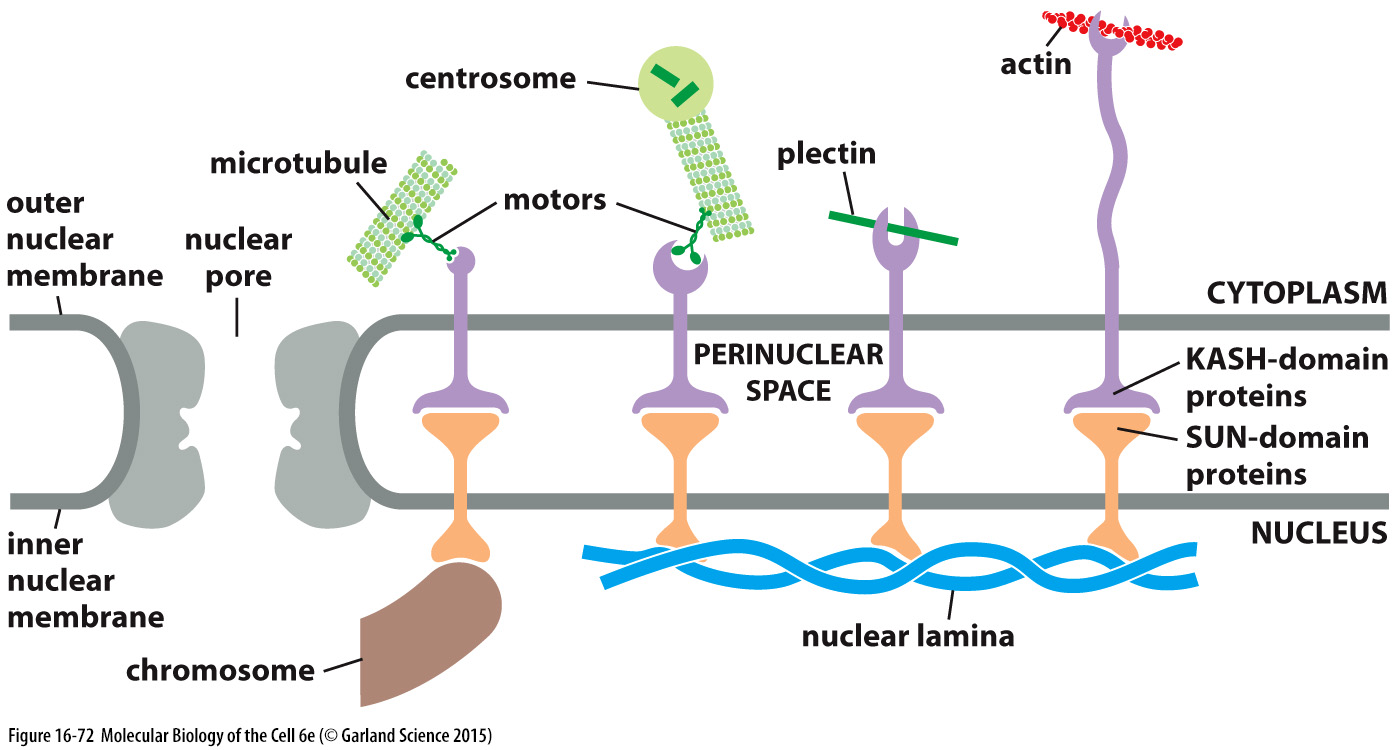 actin
centrosome
plectin
microtubule
motors
outer
nuclear
membrane
nuclear
pore
CYTOPLASM
PERINUCLEAR
SPACE
KASH-domain
proteins
SUN-domain
proteins
NUCLEUS
inner
nuclear
membrane
nuclear lamina
chromosome
Figure 16-72 Molecular Biology of the Cell 6e (© Garland Science 2015)